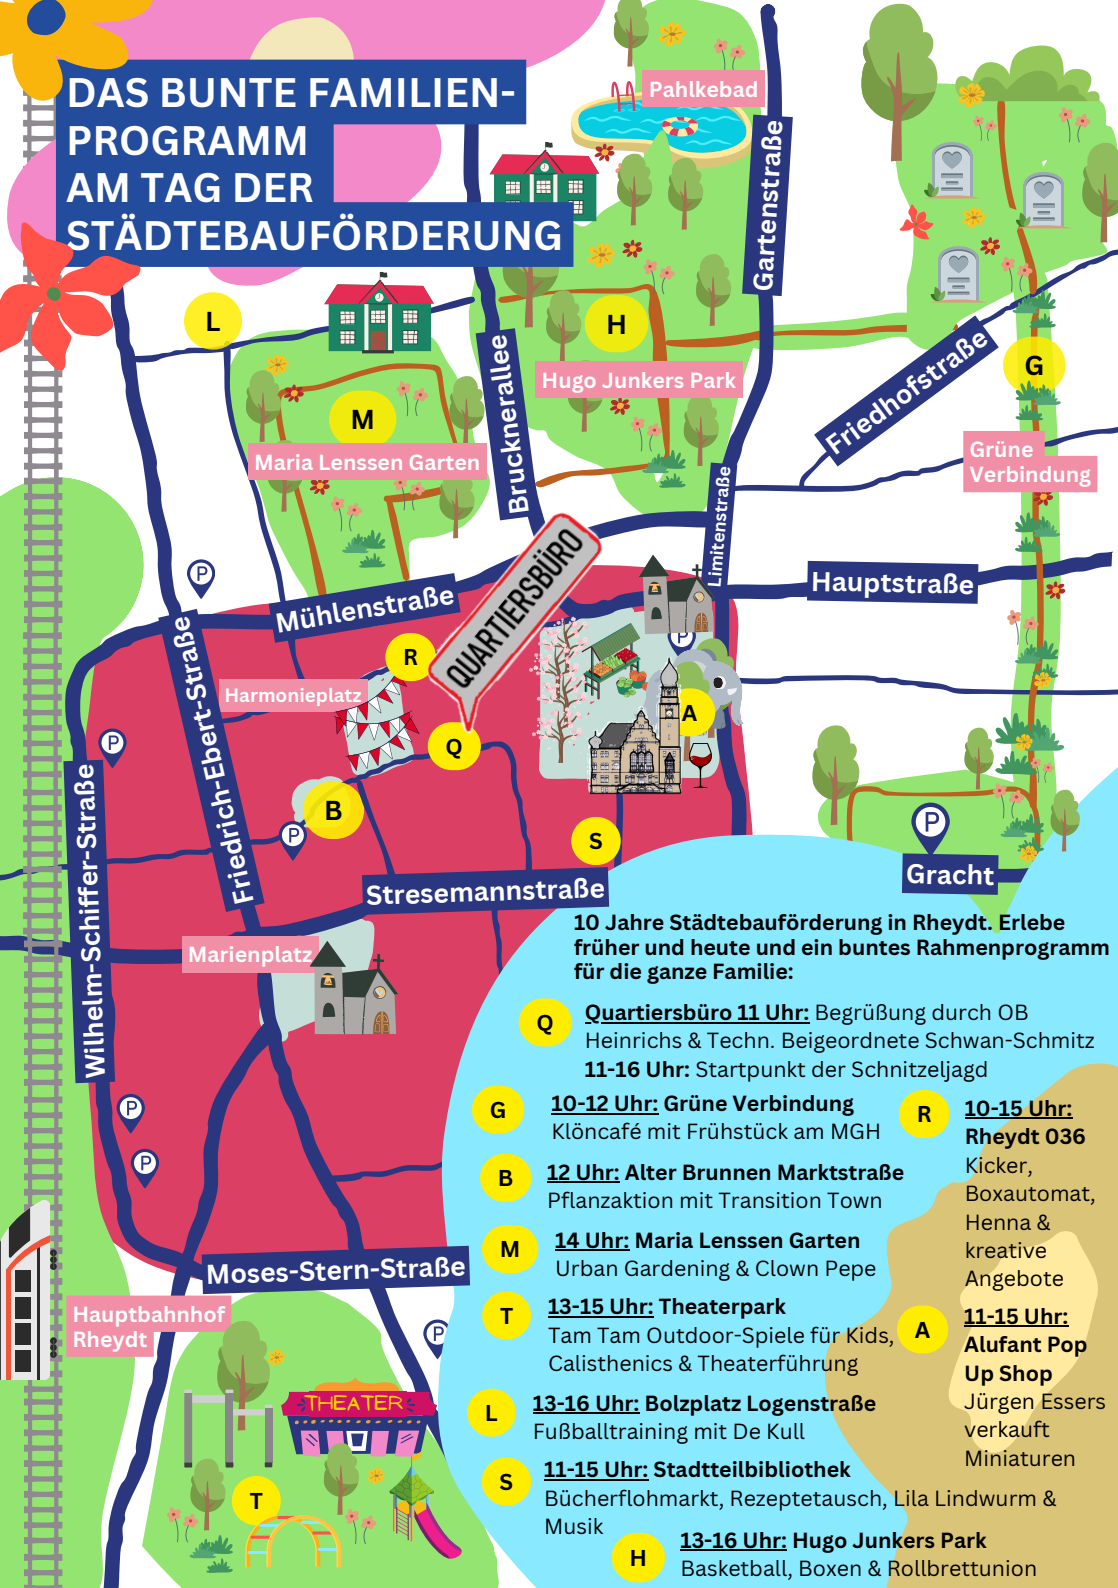 DAS BUNTE FAMILIEN-
PROGRAMM
AM TAG DER
STÄDTEBAUFÖRDERUNG
Pahlkebad
Gartenstraße
L
H
Hugo Junkers Park
Brucknerallee
M
Maria Lenssen Garten
Friedhofstraße
G
Grüne
Verbindung
Limitenstraße
Hauptstraße
Mühlenstraße
QUARTIERSBÜRO
P
P
Friedrich-Ebert-Straße
R
Harmonieplatz
A
Q
P
B
P
S
Wilhelm-Schiffer-Straße
Stresemannstraße
P
Gracht
Marienplatz
P
P
Moses-Stern-Straße
Hauptbahnhof
Rheydt
P
THEATER
T
10 Jahre Städtebauförderung in Rheydt. Erlebe
früher und heute und ein buntes Rahmenprogramm
für die ganze Familie:
Q
Quartiersbüro 11 Uhr: Begrüßung durch OB
Heinrichs & Techn. Beigeordnete Schwan-Schmitz
11-16 Uhr: Startpunkt der Schnitzeljagd
G
10-12 Uhr: Grüne Verbindung
Klöncafé mit Frühstück am MGH
B
12 Uhr: Alter Brunnen Marktstraße
Pflanzaktion mit Transition Town
M
14 Uhr: Maria Lenssen Garten
Urban Gardening & Clown Pepe
T
13-15 Uhr: Theaterpark
Tam Tam Outdoor-Spiele für Kids,
Calisthenics & Theaterführung
L
13-16 Uhr: Bolzplatz Logenstraße
Fußballtraining mit De Kull
S
11-15 Uhr: Stadtteilbibliothek
Bücherflohmarkt, Rezeptetausch, Lila Lindwurm &
Musik
H
13-16 Uhr: Hugo Junkers Park
Basketball, Boxen & Rollbrettunion
R
10-15 Uhr:
Rheydt 036
Kicker,
Boxautomat,
Henna &
kreative
Angebote
A
11-15 Uhr:
Alufant Pop
Up Shop
Jürgen Essers
verkauft
Miniaturen